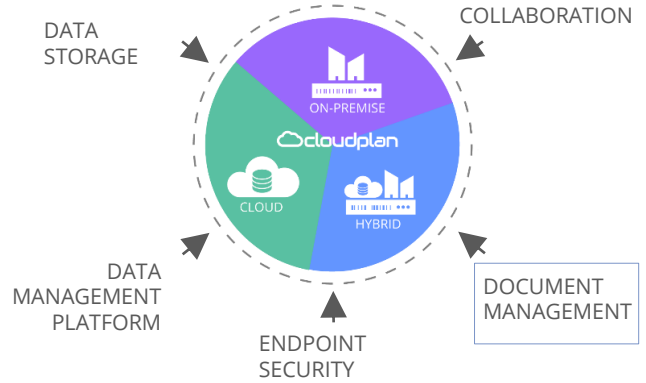 DATA
STORAGE
COLLABORATION
ON-PREMISE
cloudplan
CLOUD
HYBRID
DATA
MANAGEMENT
PLATFORM
ENDPOINT
SECURITY
DOCUMENT
MANAGEMENT